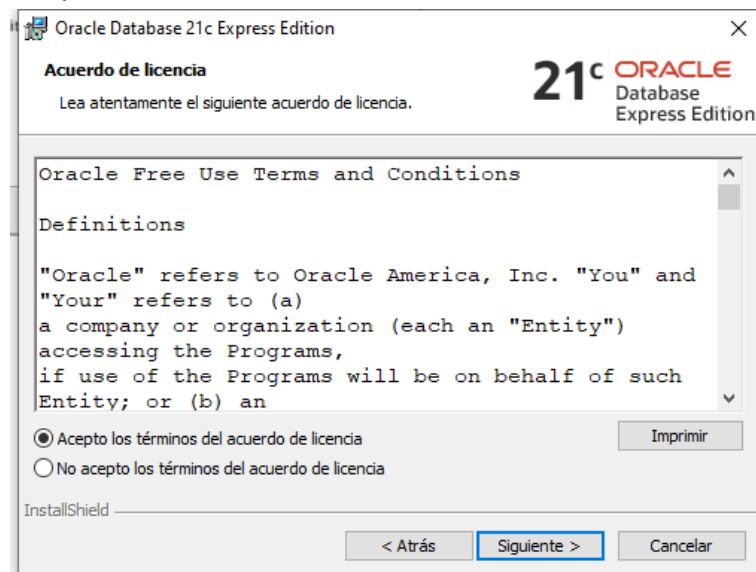 Oracle Database 21c Express Edition
Acuerdo de licencia
Lea atentamente el siguiente acuerdo de licencia.
21c ORACLE
Database
Express Edition
Oracle Free Use Terms and Conditions
Definitions
"Oracle" refers to Oracle America, Inc. "You" and
"Your" refers to (a)
a company or organization (each an "Entity")
accessing the Programs,
if use of the Programs will be on behalf of such
Entity; or (b) an
Acepto los términos del acuerdo de licencia
Imprimir
No acepto los términos del acuerdo de licencia
InstallShield
< Atrás
Siguiente >
Cancelar